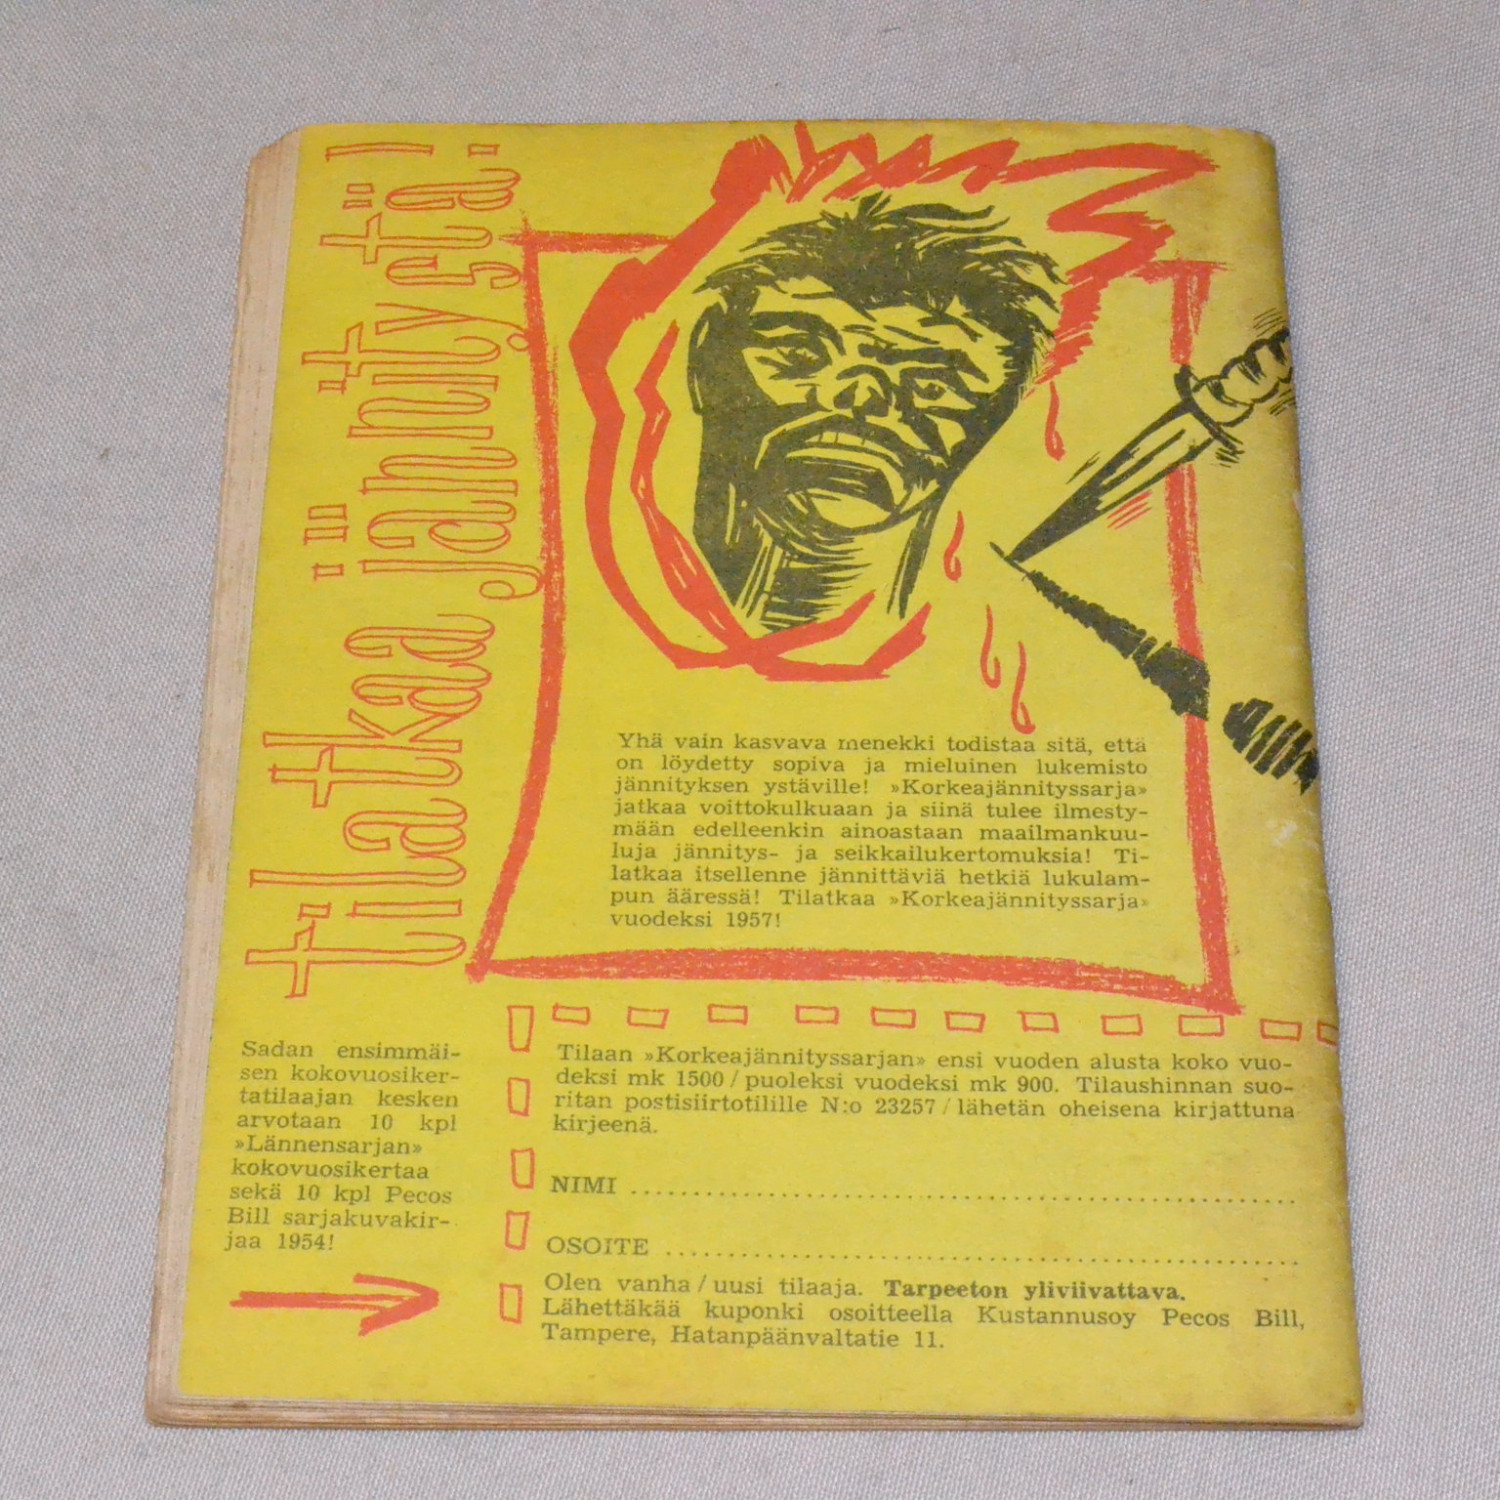 tilatkaa jännitystä!
Yhä vain kasvava menekki todistaa sitä, että
on löydetty sopiva ja mieluinen lukemisto
jännityksen ystäville! »Korkeajännityssarja»
jatkaa voittokulkuaan ja siinä tulee ilmesty-
mään edelleenkin ainoastaan maailmankuu-
luja jännitys- ja seikkailukertomuksia! Ti-
latkaa itsellenne jännittäviä hetkiä lukulam-
pun ääressä! Tilatkaa »Korkeajännityssarja»
vuodeksi 1957!
Sadan ensimmäi-
sen kokovuosiker-
tatilaajan kesken
arvotaan 10 kpl
»Lännensarjan»
kokovuosikertaa
sekä 10 kpl Pecos
Bill sarjakuvakir-
jaa 1954!
Tilaan »Korkeajännityssarjan» ensi vuoden alusta koko vuo-
deksi mk 1500 / puoleksi vuodeksi mk 900. Tilaushinnan suo-
ritan postisiirtotilille N:o 23257 / lähetän oheisena kirjattuna
kirjeenä.
NIMI ........................................
OSOITE ........................................
Olen vanha / uusi tilaaja. Tarpeeton yliviivattava.
Lähettäkää kuponki osoitteella Kustannusoy Pecos Bill,
Tampere, Hatanpäänvaltatie 11.